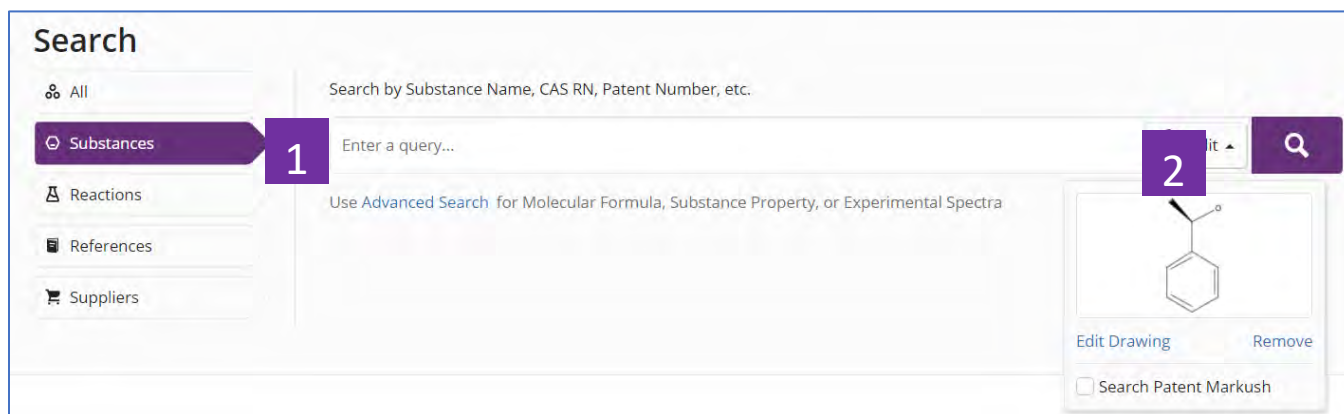 Search
All
Search by Substance Name, CAS RN, Patent Number, etc.
Substances
1
Enter a query...
2
it
Reactions
Use Advanced Search for Molecular Formula, Substance Property, or Experimental Spectra
References
Suppliers
Edit Drawing
Remove
Search Patent Markush